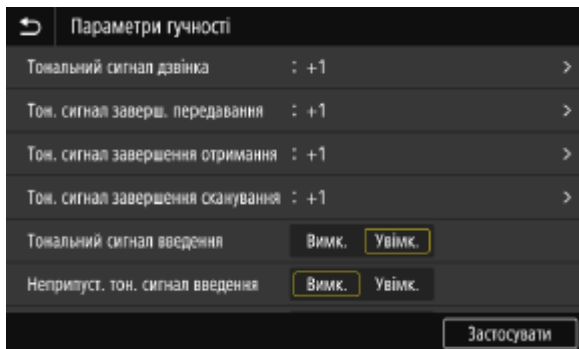 Параметри гучності
Тональний сигнал дзвінка : +1 >
Тон. сигнал заверш. передавання : +1 >
Тон. сигнал завершення отримання : +1 >
Тон. сигнал завершення сканування : +1 >
Тональний сигнал введення Вимк. Увімк.
Неприпуст. тон. сигнал введення Вимк. Увімк.
Застосувати